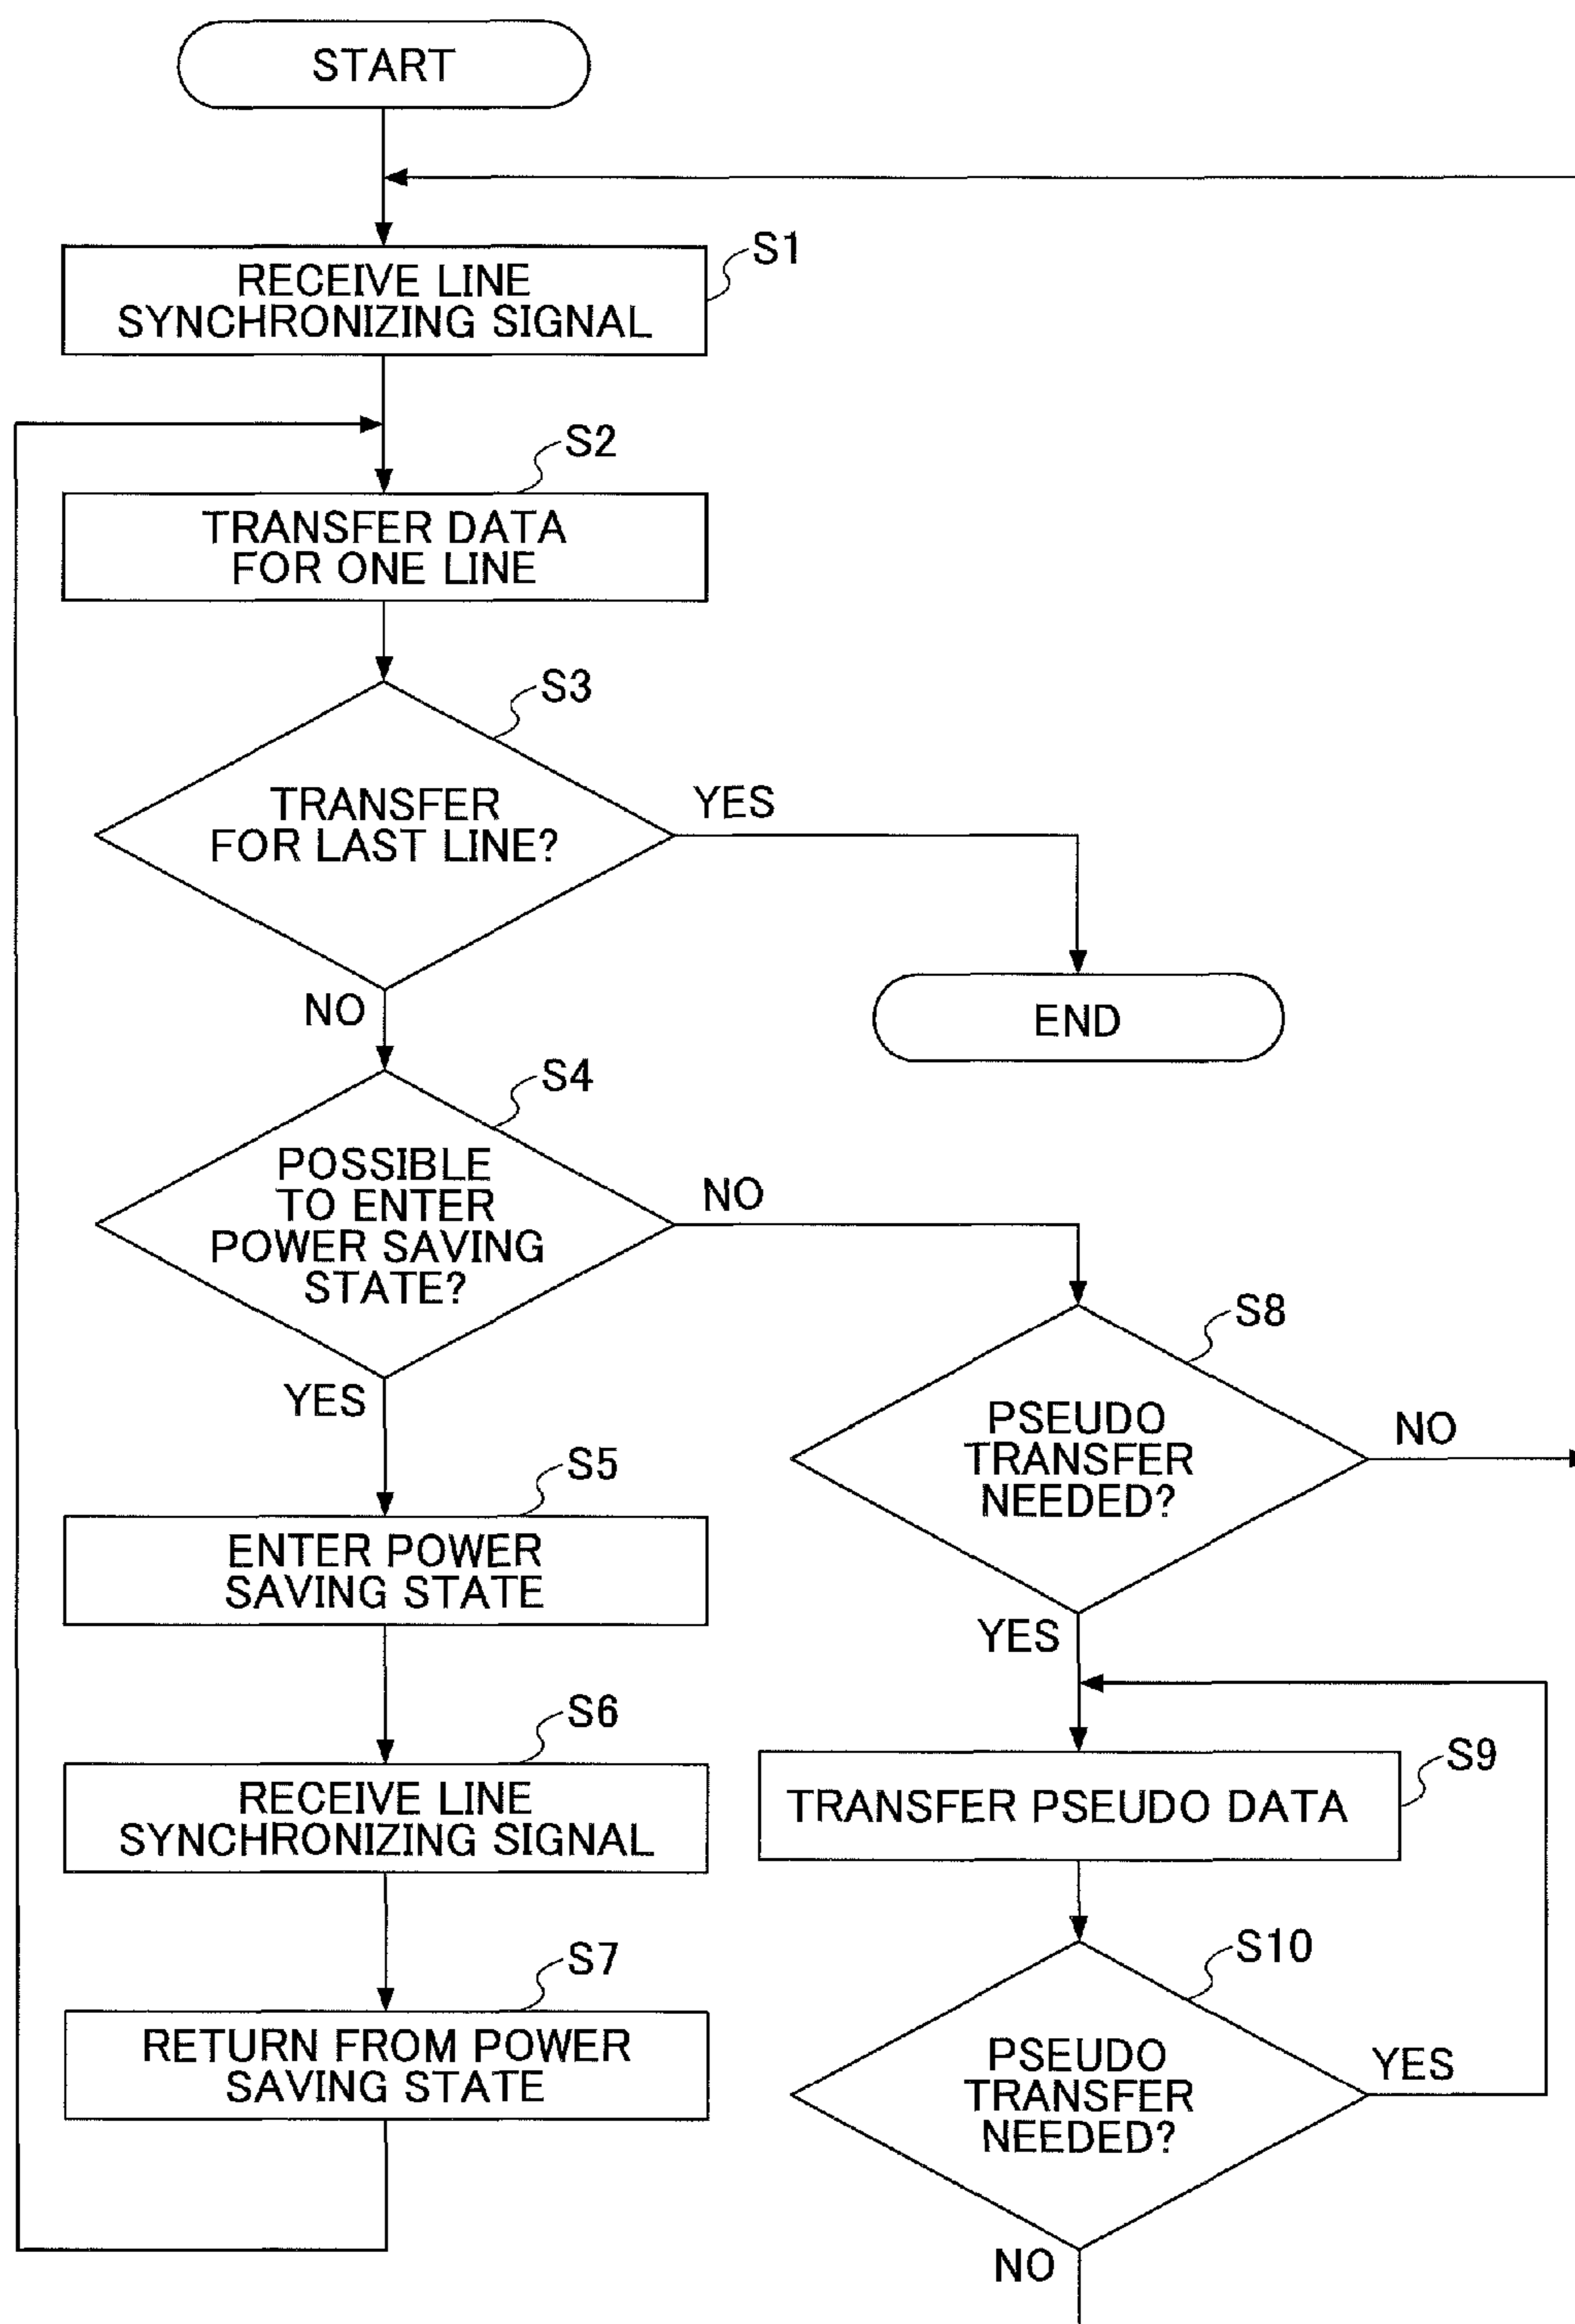 START
S1
RECEIVE LINE
SYNCHRONIZING SIGNAL
S2
TRANSFER DATA
FOR ONE LINE
S3
TRANSFER
FOR LAST LINE?
YES
NO
END
S4
POSSIBLE
TO ENTER
POWER SAVING
STATE?
NO
YES
S8
PSEUDO
TRANSFER
NEEDED?
NO
YES
S5
ENTER POWER
SAVING STATE
S6
RECEIVE LINE
SYNCHRONIZING SIGNAL
S9
TRANSFER PSEUDO DATA
S7
RETURN FROM POWER
SAVING STATE
S10
PSEUDO
TRANSFER
NEEDED?
YES
NO